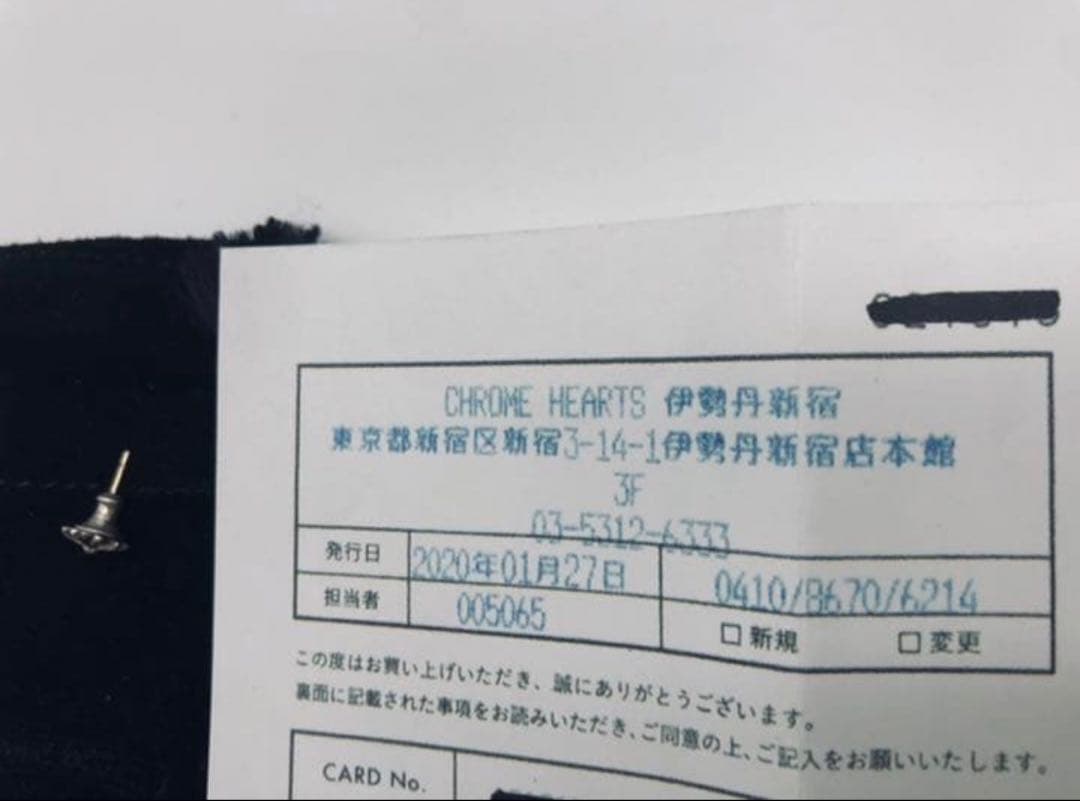 CHROME HEARTS 伊勢丹新宿
東京都新宿区新宿3-14-1伊勢丹新宿店本館
3F
03-5312-6333
発行日 2020年01月27日 0410/8670/6214
担当者 005065 □ 新規 □ 変更
この度はお買い上げいただき、誠にありがとうございます。
裏面に記載された事項をお読みいただき、ご同意の上、ご記入をお願いいたします。
CARD No.